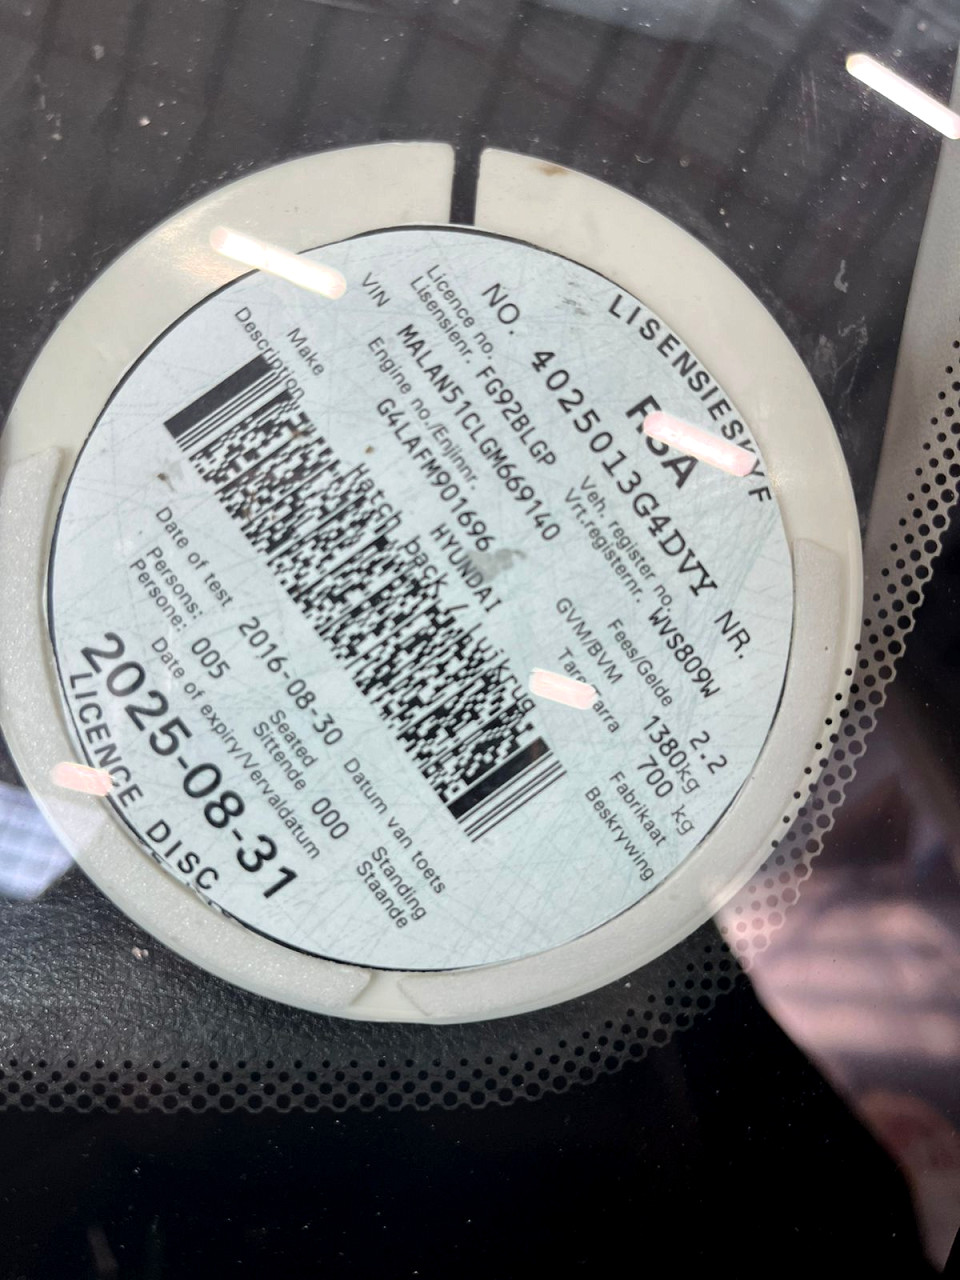 LISENSIESKYF
RSA
NO. 4025013G4DVY NR.
Licence no. Lisensienr. FG92BLGP Veh. register no. Vrt.registernr. WVS809W
VIN MALAN51CLGM669140 Fees/Gelde 2.2
Engine no./Enjinnr. G4LAFM901696 GVM/BVM 1380kg
Tare/Tarra 700 kg
Make HYUNDAI Fabrikaat
Description Hatch back / Luikrug Beskrywing
Date of test 2016-08-30 Datum van toets
Persons: Persone: 005 Seated Sittende 000 Standing Staande
Date of expiry/Vervaldatum
2025-08-31
LICENCE DISC